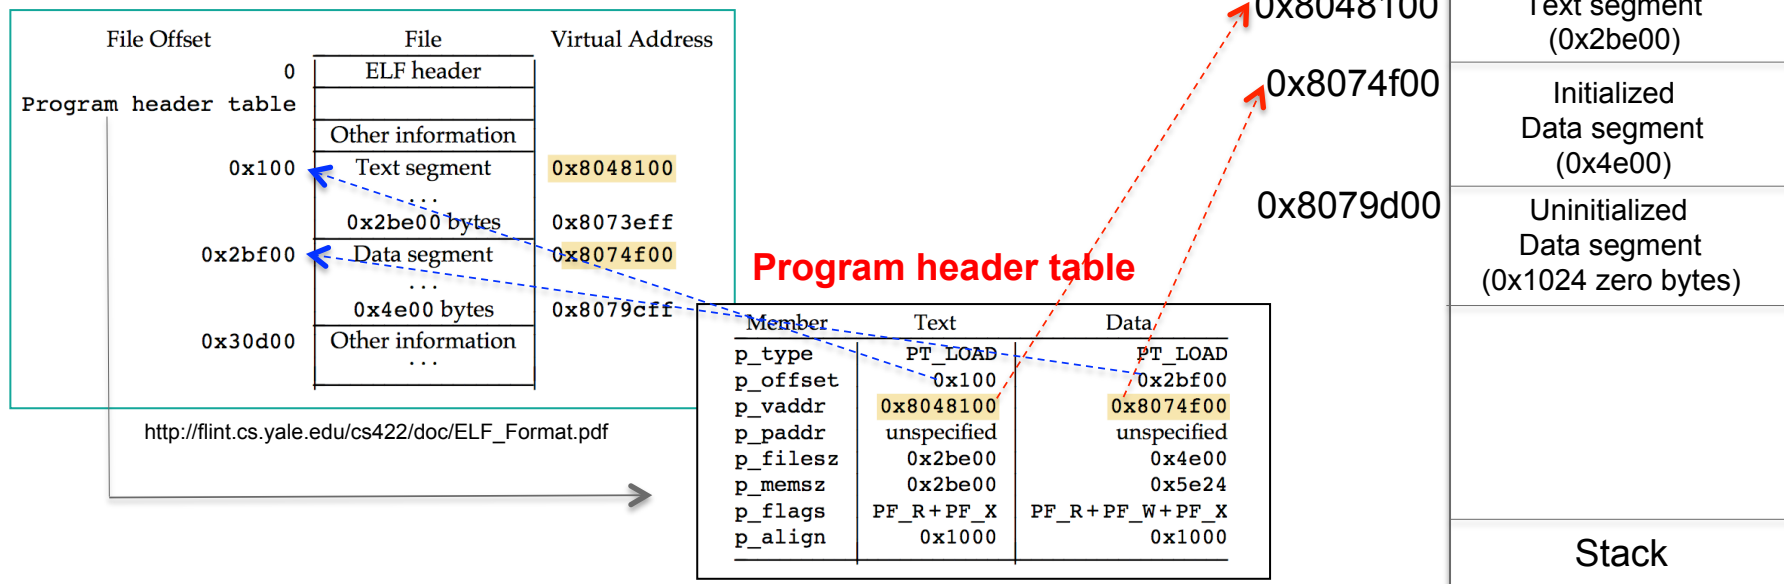 File Offset File Virtual Address
0 ELF header
Program header table
Other information
0x100 Text segment 0x8048100
...
0x2be00 bytes 0x8073eff
0x2bf00 Data segment 0x8074f00
...
0x4e00 bytes 0x8079cff
0x30d00 Other information
...
http://flint.cs.yale.edu/cs422/doc/ELF_Format.pdf
Program header table
Member Text Data
p_type PT_LOAD PT_LOAD
p_offset 0x100 0x2bf00
p_vaddr 0x8048100 0x8074f00
p_paddr unspecified unspecified
p_filesz 0x2be00 0x4e00
p_memsz 0x2be00 0x5e24
p_flags PF_R+PF_X PF_R+PF_W+PF_X
p_align 0x1000 0x1000
0x8048100 Text segment
(0x2be00)
0x8074f00 Initialized
Data segment
(0x4e00)
0x8079d00 Uninitialized
Data segment
(0x1024 zero bytes)
Stack